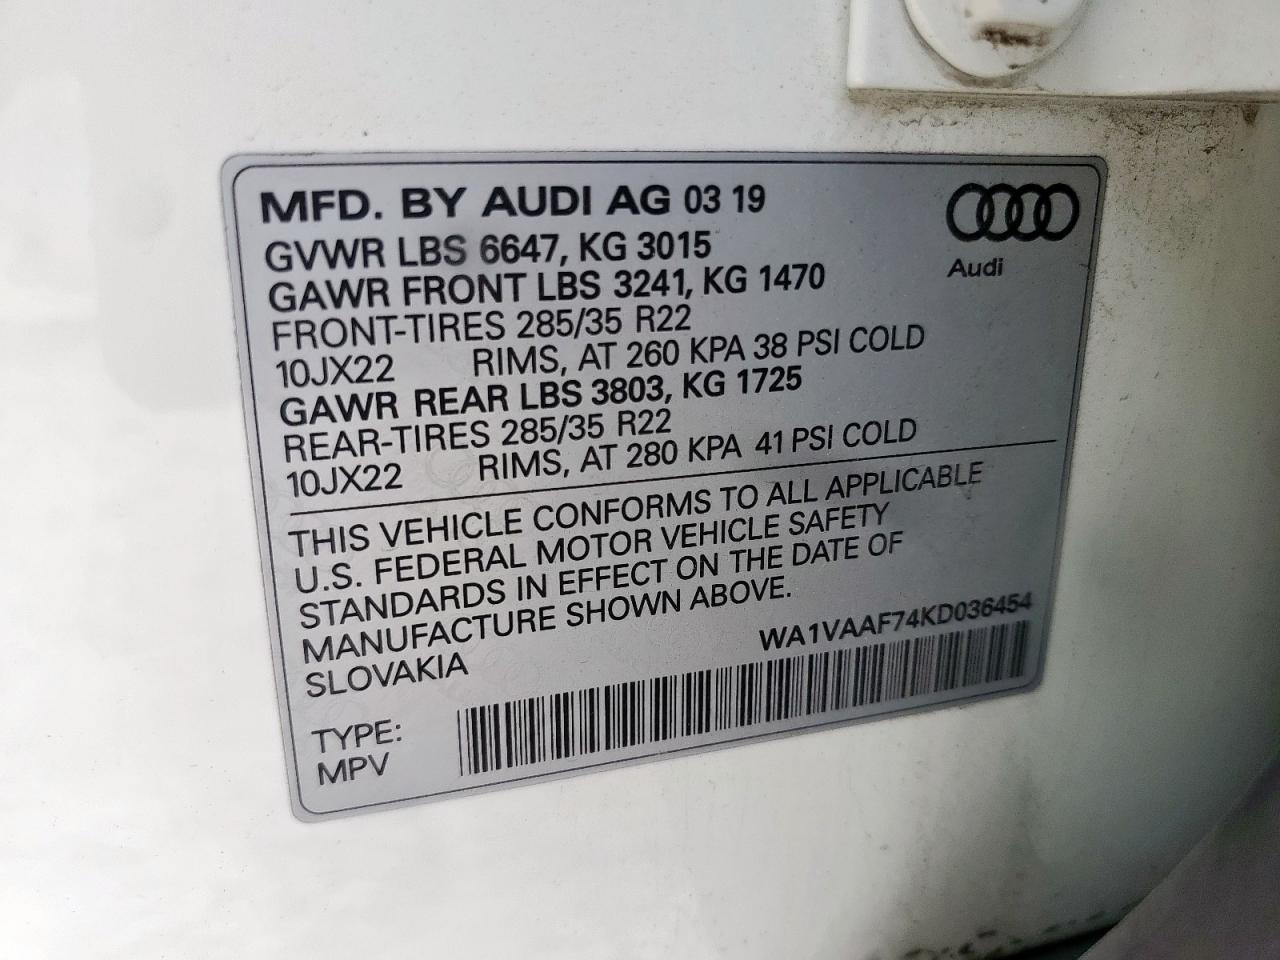 MFD. BY AUDI AG 03 19
GVWR LBS 6647, KG 3015
GAWR FRONT LBS 3241, KG 1470
FRONT-TIRES 285/35 R22
10JX22 RIMS, AT 260 KPA 38 PSI COLD
GAWR REAR LBS 3803, KG 1725
REAR-TIRES 285/35 R22
10JX22 RIMS, AT 280 KPA 41 PSI COLD
Audi
THIS VEHICLE CONFORMS TO ALL APPLICABLE
U.S. FEDERAL MOTOR VEHICLE SAFETY
STANDARDS IN EFFECT ON THE DATE OF
MANUFACTURE SHOWN ABOVE.
SLOVAKIA
WA1VAAF74KD036454
TYPE:
MPV